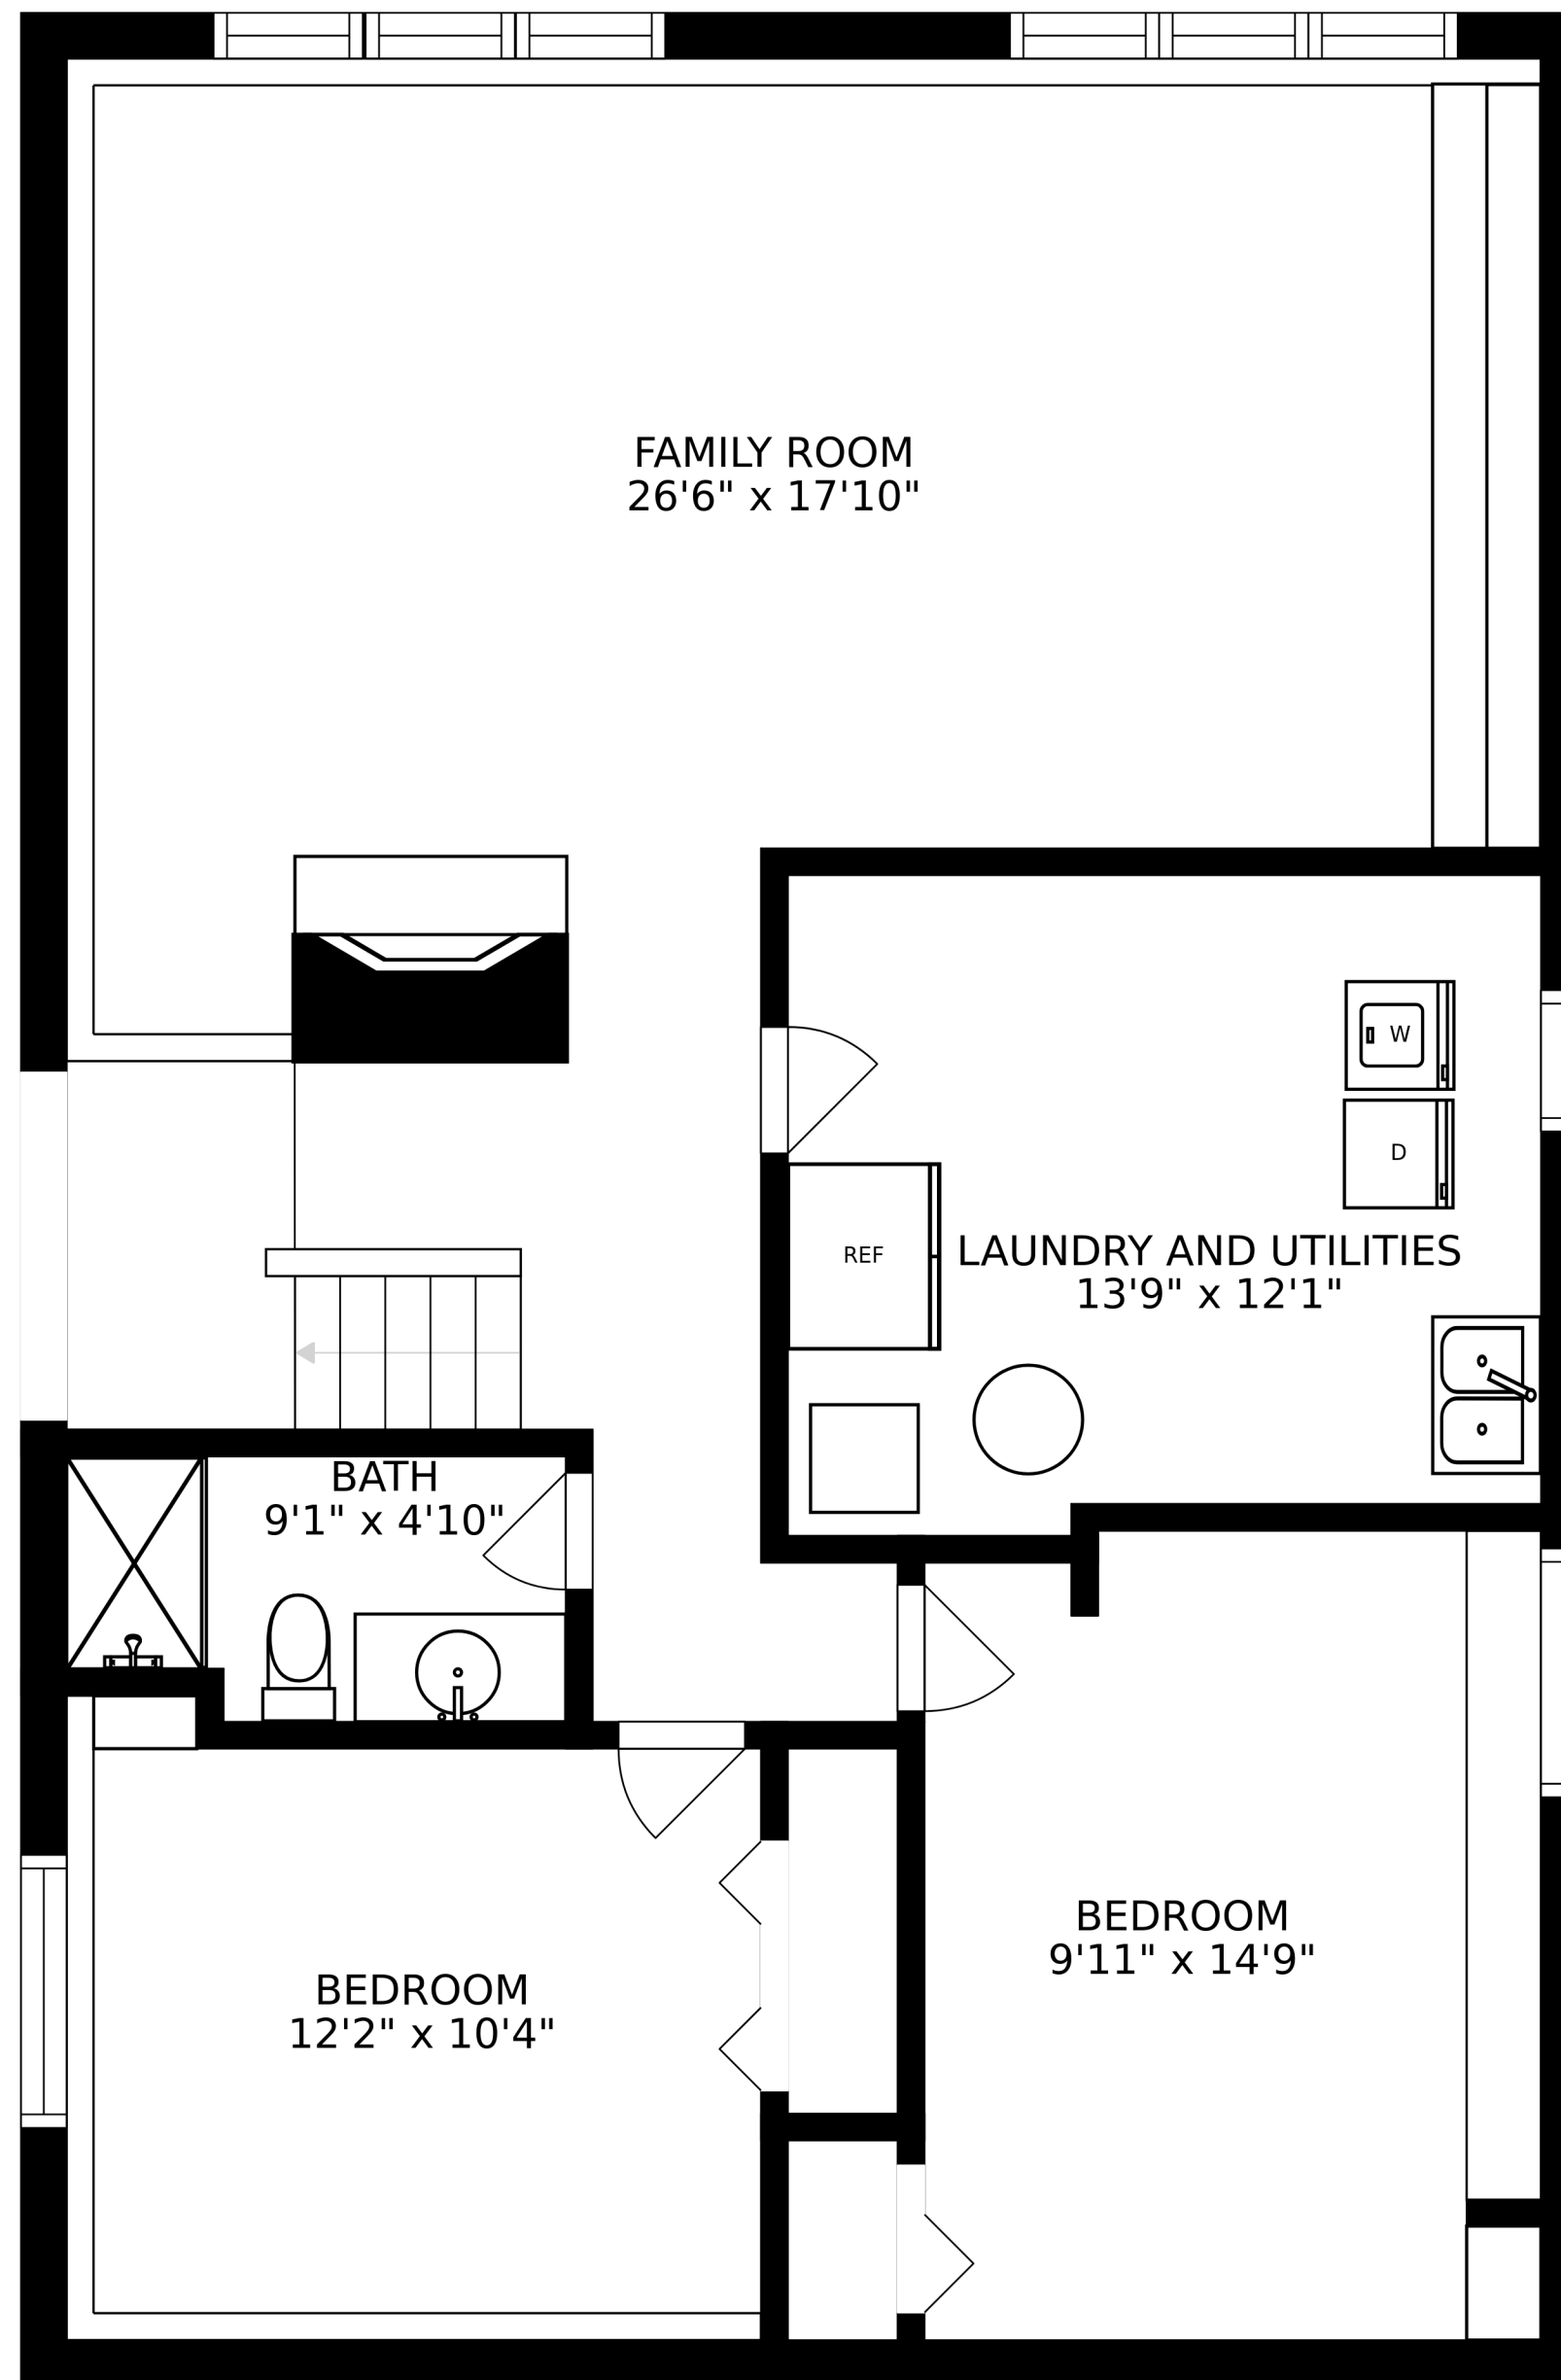 FAMILY ROOM
26'6" x 17'10"
W
D
REF
LAUNDRY AND UTILITIES
13'9" x 12'1"
BATH
9'1" x 4'10"
BEDROOM
9'11" x 14'9"
BEDROOM
12'2" x 10'4"